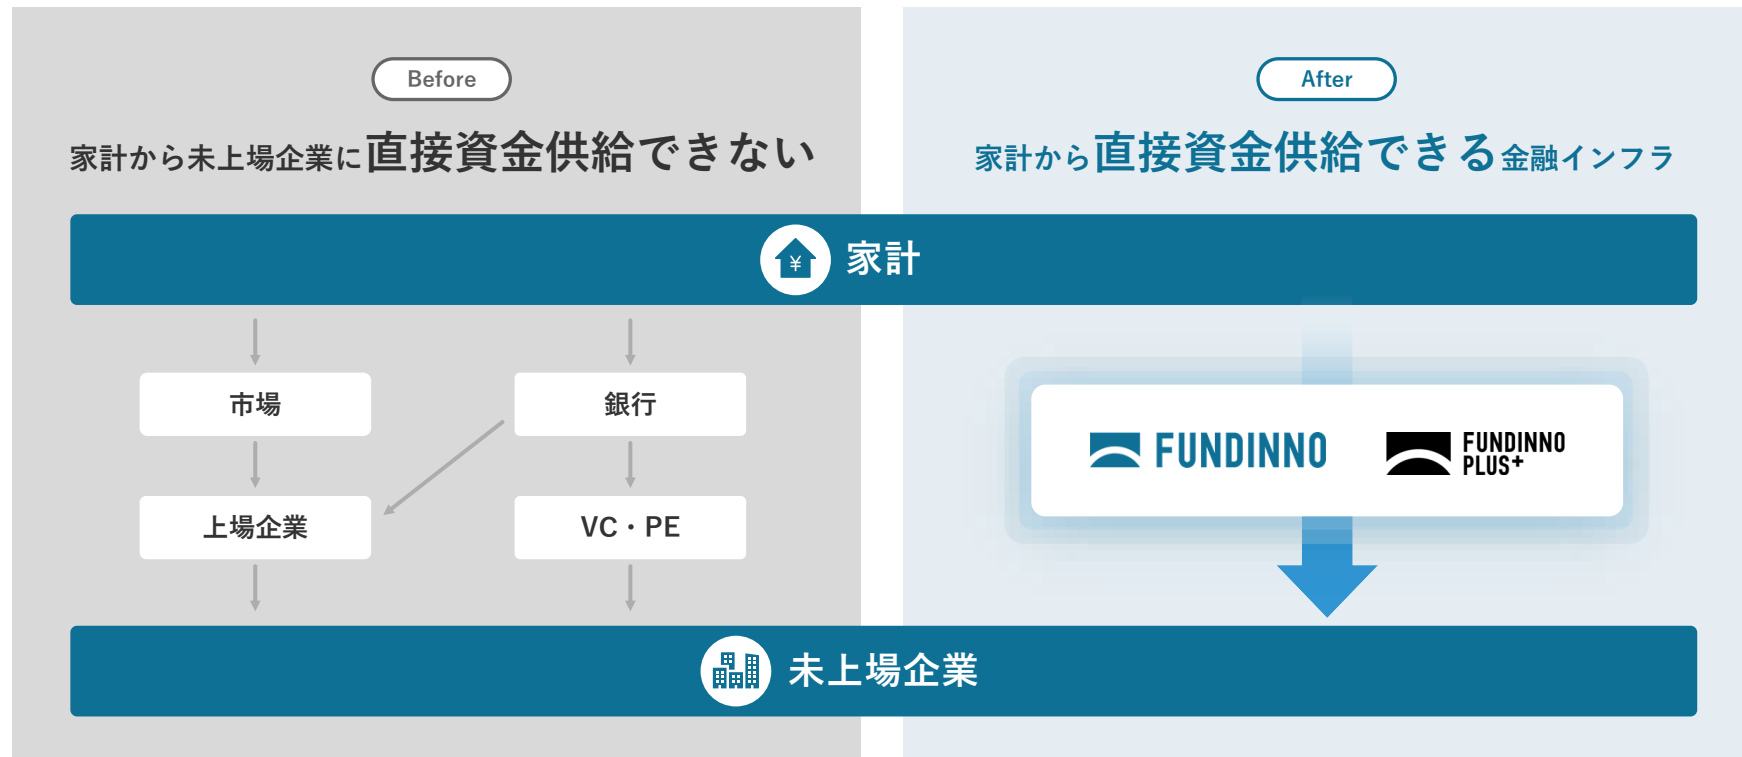 Before
家計から未上場企業に直接資金供給できない
After
家計から直接資金供給できる金融インフラ
¥ 家計
市場
銀行
上場企業
VC・PE
FUNDINNO
FUNDINNO
PLUS+
未上場企業